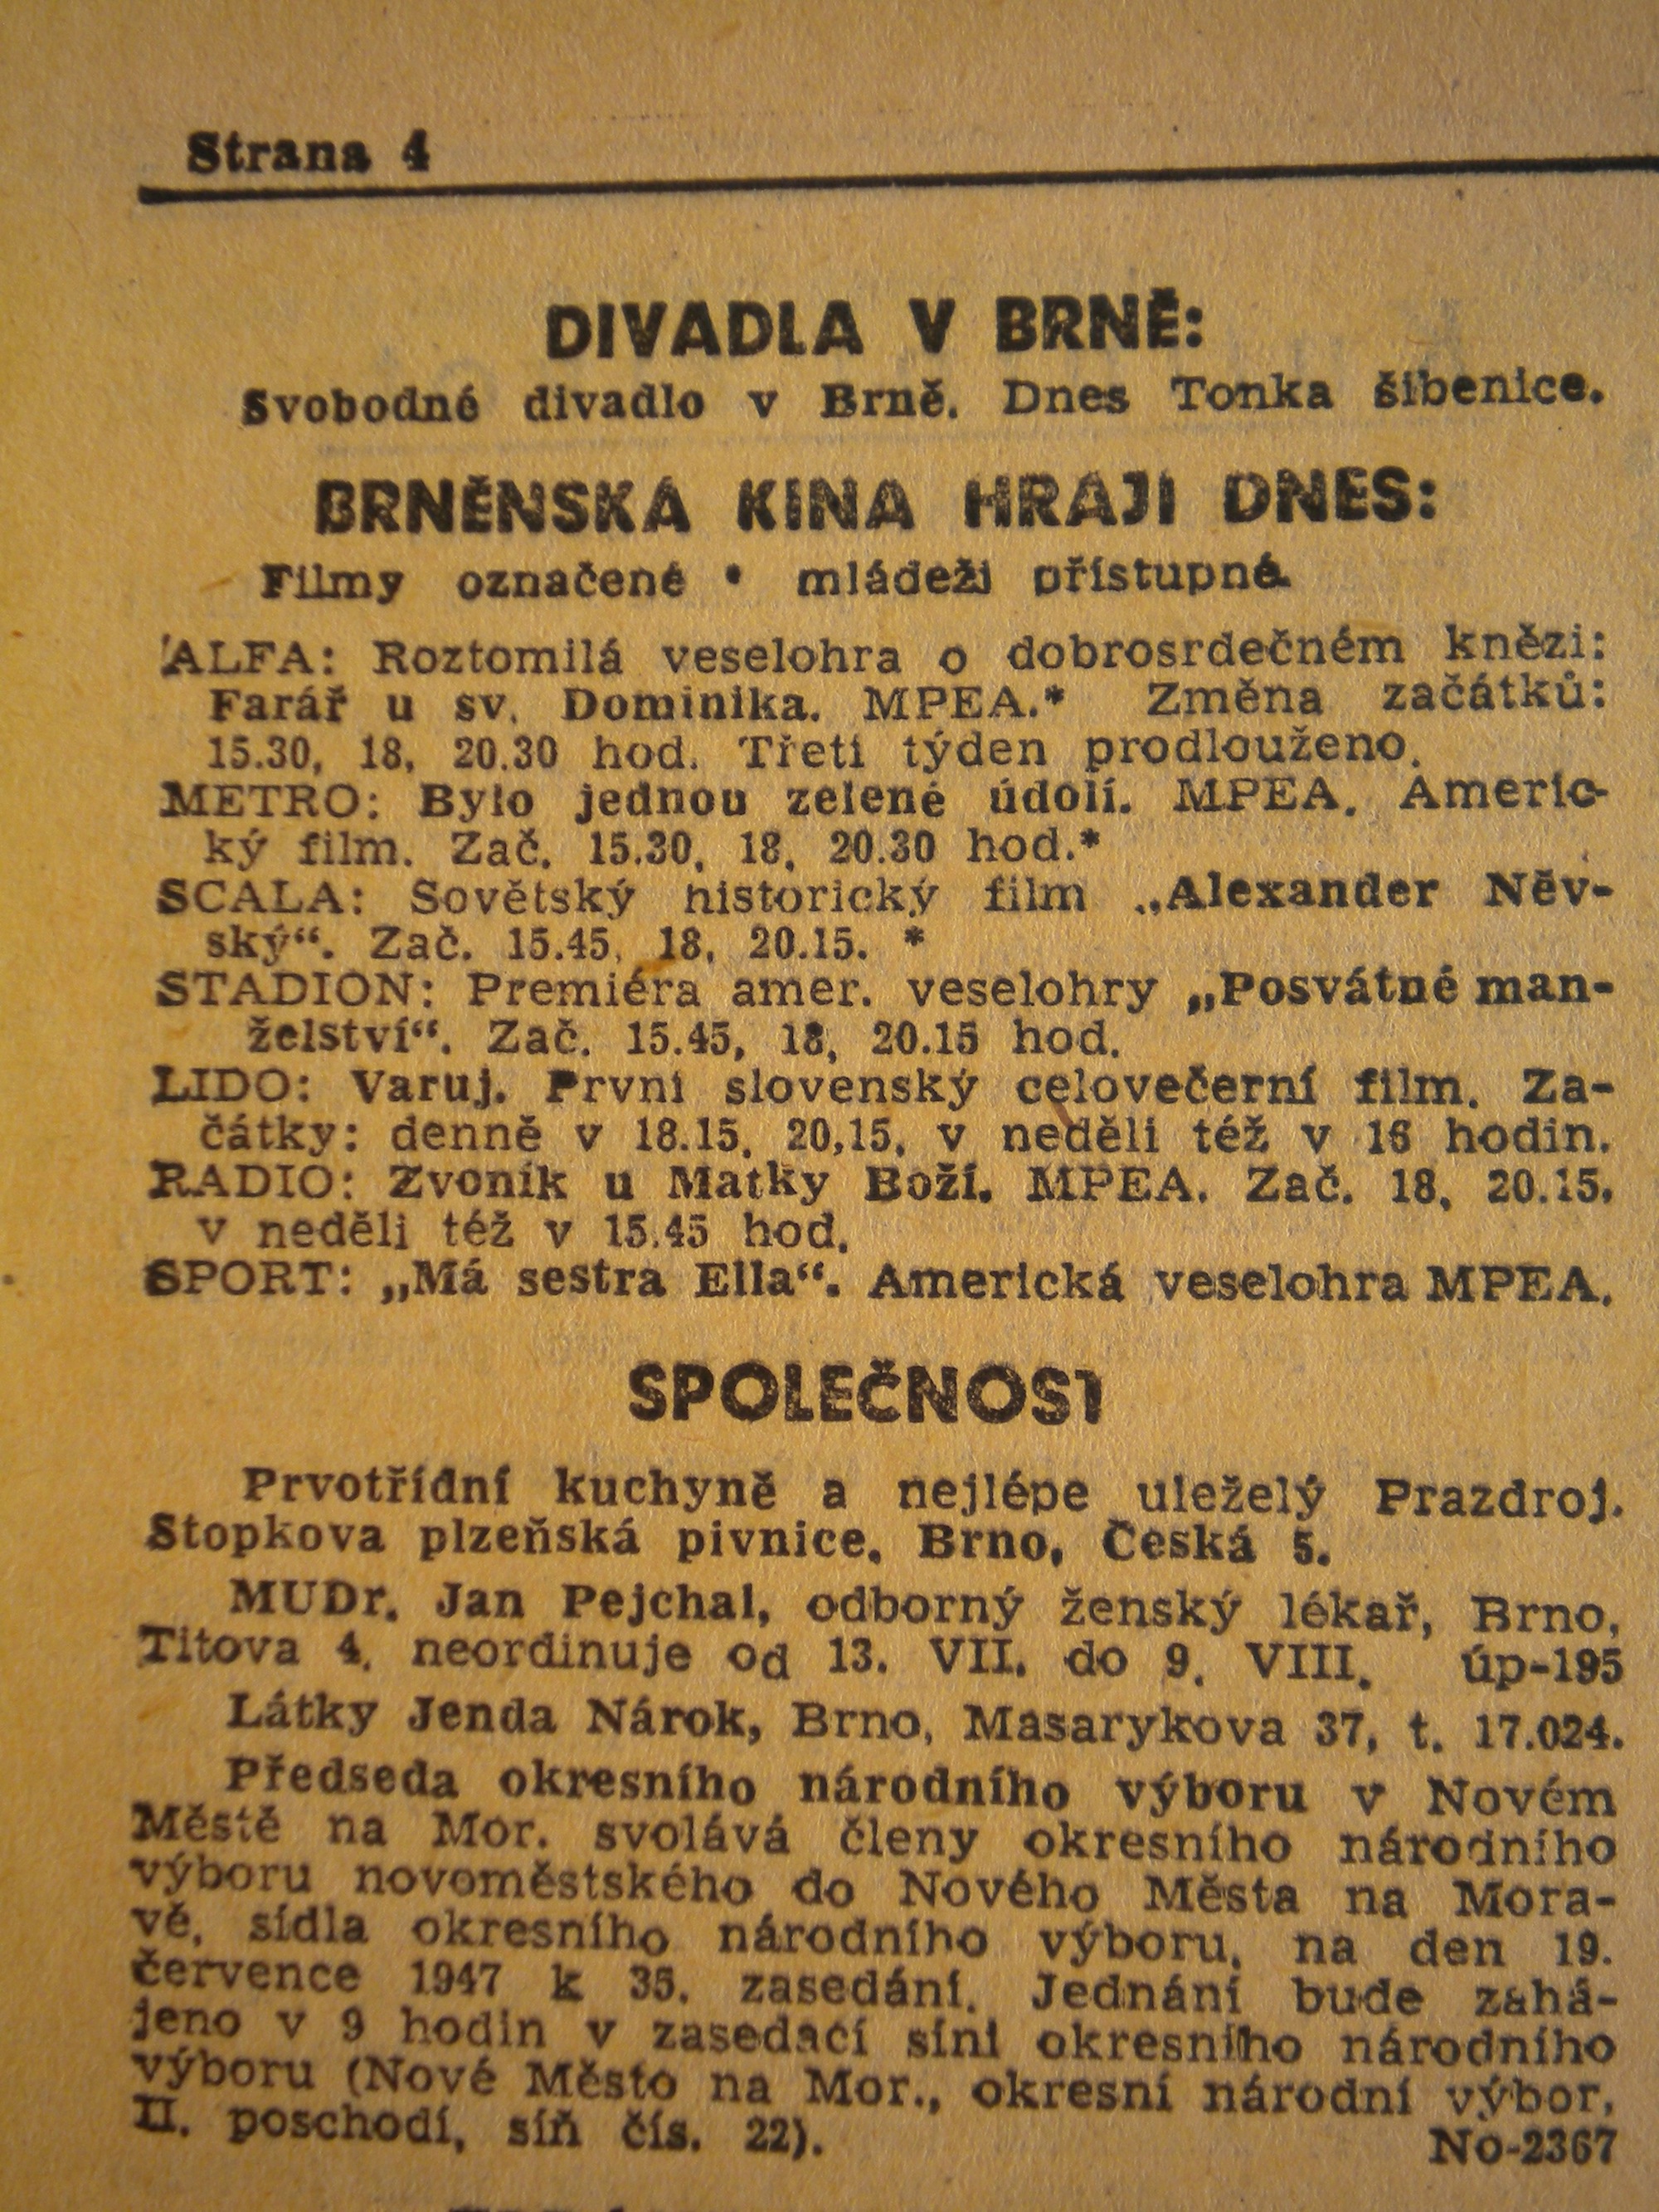 Strana 4
DIVADLA V BRNĚ:
Svobodné divadlo v Brně. Dnes Tonka šibenice.
BRNĚNSKÁ KINA HRAJÍ DNES:
Filmy označené * mládeži přístupné.
ALFA: Roztomilá veselohra o dobrosrdečném knězi:
Farář u sv. Dominika. MPEA.* Změna začátků:
15.30, 18, 20.30 hod. Třetí týden prodlouženo.
METRO: Bylo jednou zelené údolí. MPEA. Americ-
ký film. Zač. 15.30, 18, 20.30 hod.*
SCALA: Sovětský historický film „Alexander Něv-
ský“. Zač. 15.45, 18, 20.15. *
STADION: Premiéra amer. veselohry „Posvátné man-
želství“. Zač. 15.45, 18, 20.15 hod.
LIDO: Varuj. První slovenský celovečerní film. Za-
čátky: denně v 18.15, 20,15, v neděli též v 16 hodin.
RADIO: Zvoník u Matky Boží. MPEA. Zač. 18, 20.15,
v neděli též v 15.45 hod.
SPORT: „Má sestra Ella“. Americká veselohra MPEA.
SPOLEČNOST
Prvotřídní kuchyně a nejlépe uleželý Prazdroj.
Stopkova plzeňská pivnice, Brno, Česká 5.
MUDr. Jan Pejchal, odborný ženský lékař, Brno,
Titova 4, neordinuje od 13. VII. do 9. VIII. úp-195
Látky Jenda Nárok, Brno, Masarykova 37, t. 17.024.
Předseda okresního národního výboru v Novém
Městě na Mor. svolává členy okresního národního
výboru novoměstského do Nového Města na Mora-
vě, sídla okresního národního výboru, na den 19.
července 1947 k 35. zasedání. Jednání bude zahá-
jeno v 9 hodin v zasedací síni okresního národního
výboru (Nové Město na Mor., okresní národní výbor,
II. poschodí, síň čís. 22). No-2367